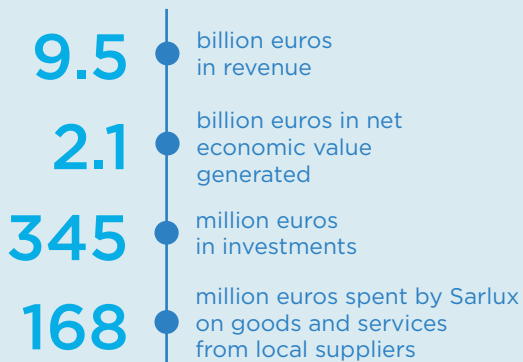 9.5
billion euros
in revenue
2.1
billion euros in net
economic value
generated
345
million euros
in investments
168
million euros spent by Sarlux
on goods and services
from local suppliers